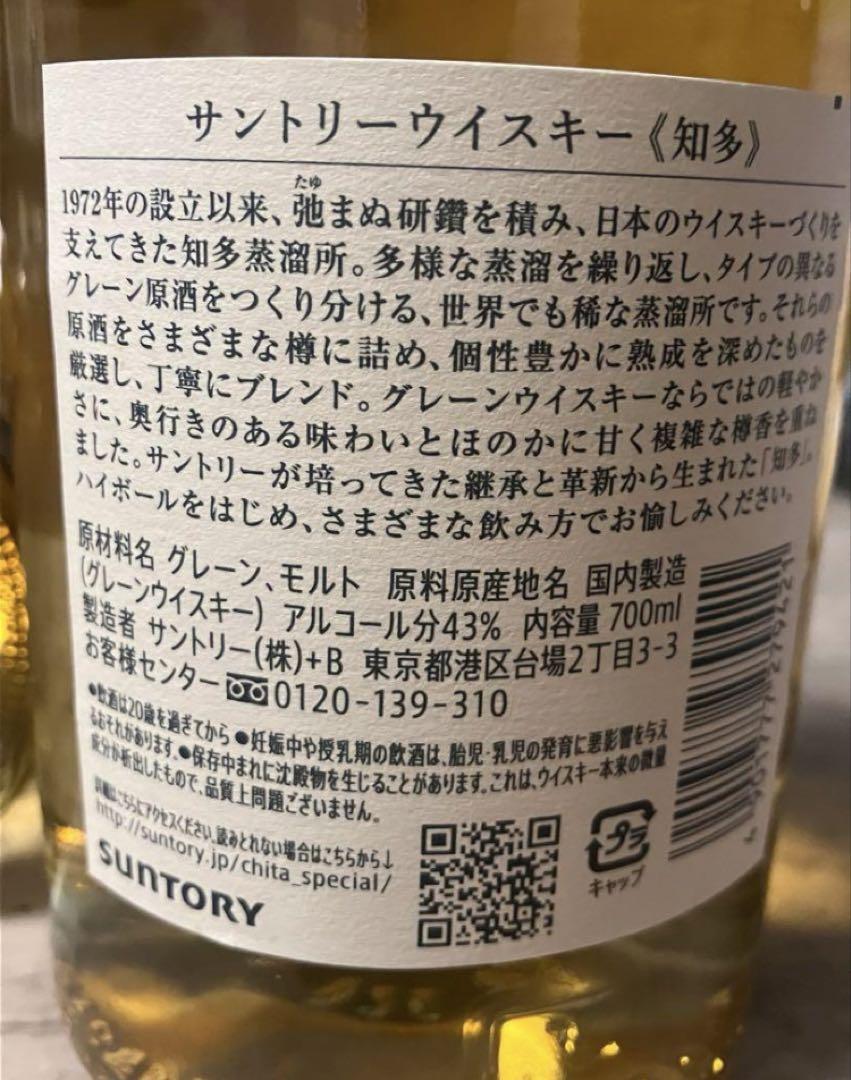 サントリーウイスキー《知多》
たゆ
1972年の設立以来、弛まぬ研鑽を積み、日本のウイスキーづくりを
支えてきた知多蒸溜所。多様な蒸溜を繰り返し、タイプの異なる
グレーン原酒をつくり分ける、世界でも稀な蒸溜所です。それらの
原酒をさまざまな樽に詰め、個性豊かに熟成を深めたものを
厳選し、丁寧にブレンド。グレーンウイスキーならではの軽やか
さに、奥行きのある味わいとほのかに甘く複雑な樽香を重ね
ました。サントリーが培ってきた継承と革新から生まれた「知多」。
ハイボールをはじめ、さまざまな飲み方でお愉しみください。
原材料名 グレーン、モルト 原料原産地名 国内製造
(グレーンウイスキー) アルコール分43% 内容量 700ml
製造者 サントリー(株)+B 東京都港区台場2丁目3-3
お客様センター 0120-139-310
●飲酒は20歳を過ぎてから ●妊娠中や授乳期の飲酒は、胎児・乳児の発育に悪影響を与え
るおそれがあります。●保存中まれに沈殿物を生じることがあります。これは、ウイスキー本来の微量
成分が析出したもので、品質上問題ございません。
詳細はこちらにアクセスください。読みとれない場合はこちらから↓
http://suntory.jp/chita_special/
SUNTORY
プラ
キャップ